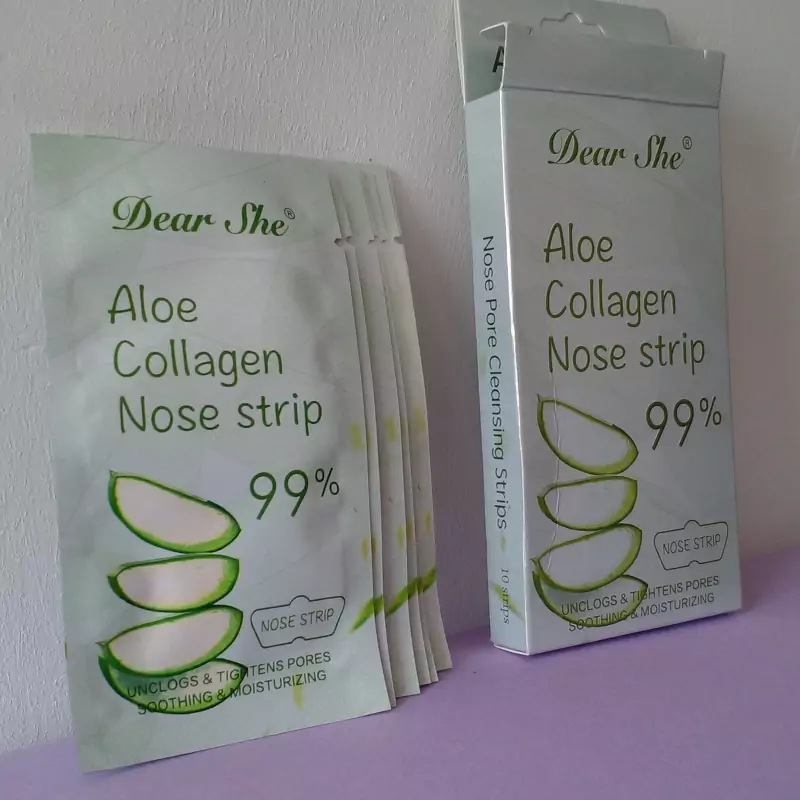 Dear She®
Aloe
Collagen
Nose strip
99%
NOSE STRIP
UNCLOGS & TIGHTENS PORES
SOOTHING & MOISTURIZING
A
Dear She®
Aloe
Collagen
Nose strip
99%
NOSE STRIP
UNCLOGS & TIGHTENS PORES
SOOTHING & MOISTURIZING
Nose Pore Cleansing Strips
10 strips